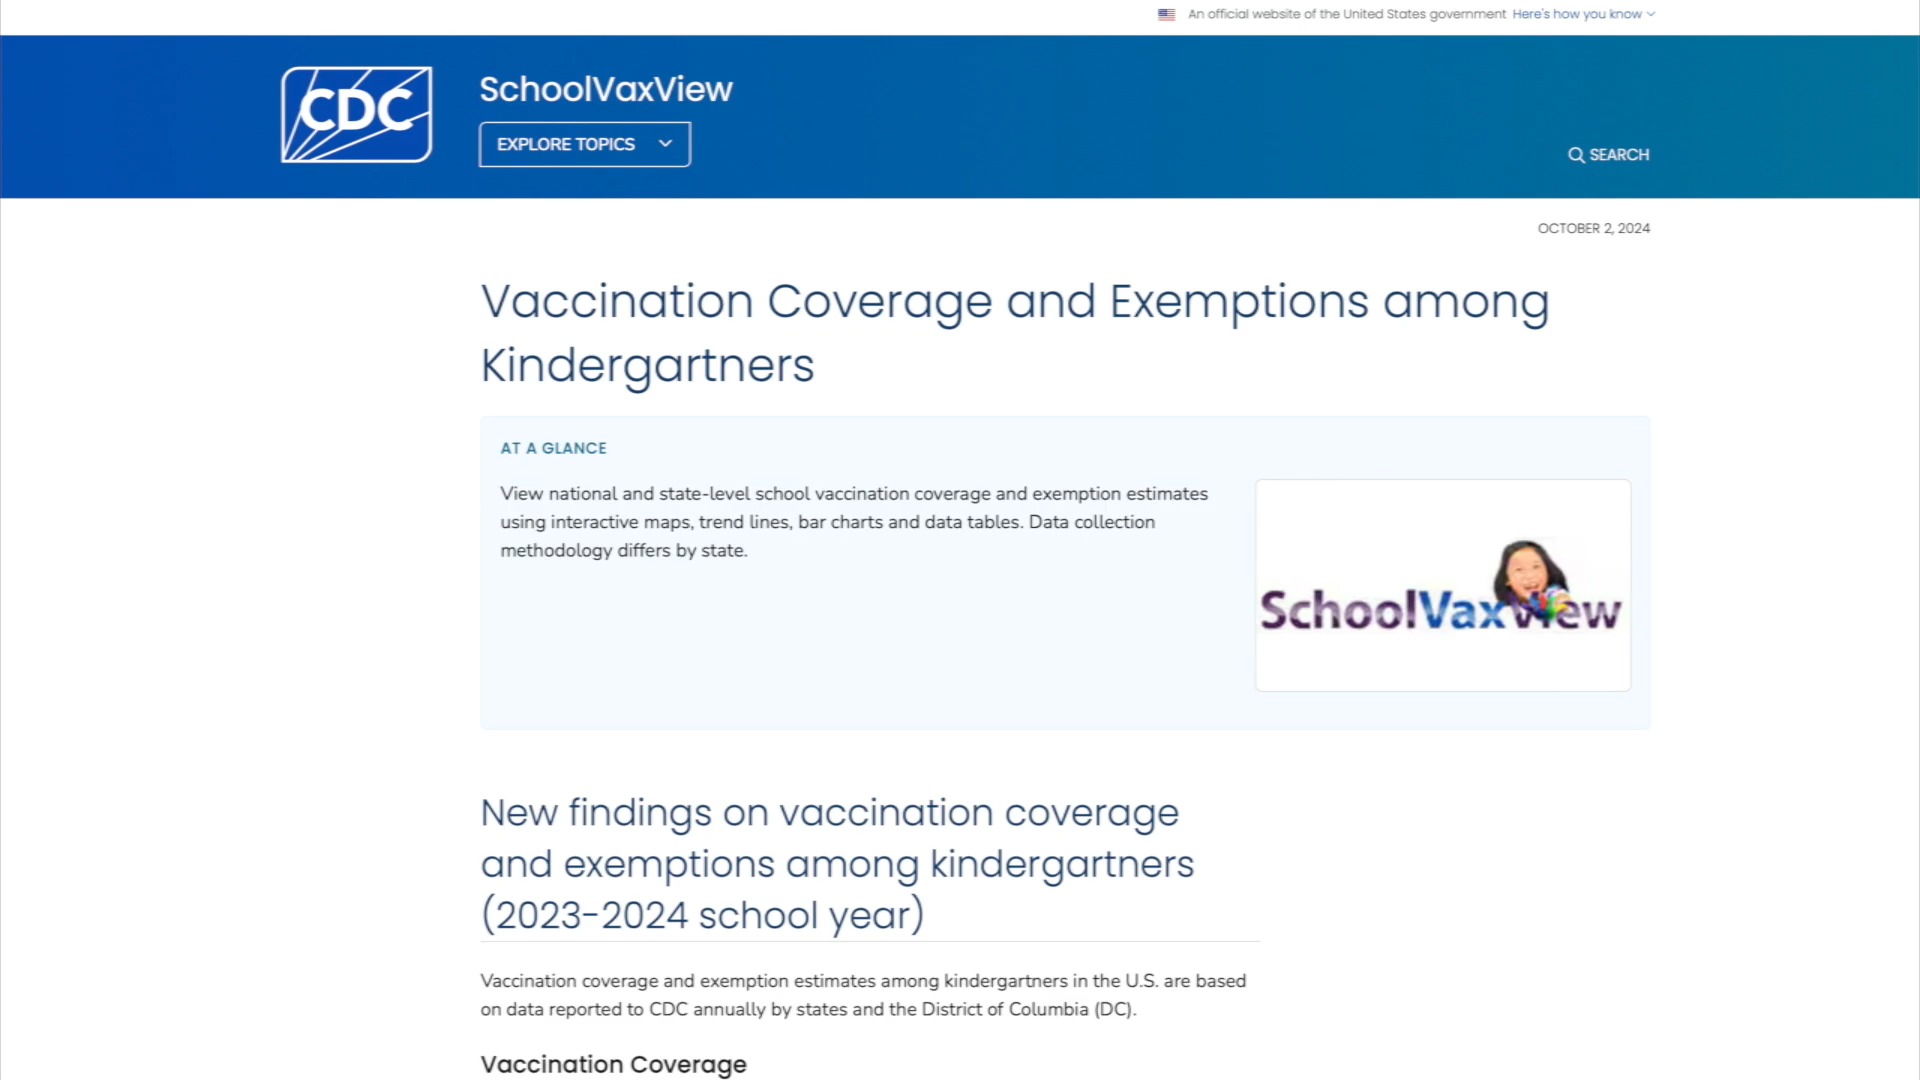 An official website of the United States government Here's how you know
CDC
SchoolVaxView
EXPLORE TOPICS
SEARCH
OCTOBER 2, 2024
Vaccination Coverage and Exemptions among
Kindergartners
AT A GLANCE
View national and state-level school vaccination coverage and exemption estimates
using interactive maps, trend lines, bar charts and data tables. Data collection
methodology differs by state.
SchoolVaxView
New findings on vaccination coverage
and exemptions among kindergartners
(2023-2024 school year)
Vaccination coverage and exemption estimates among kindergartners in the U.S. are based
on data reported to CDC annually by states and the District of Columbia (DC).
Vaccination Coverage